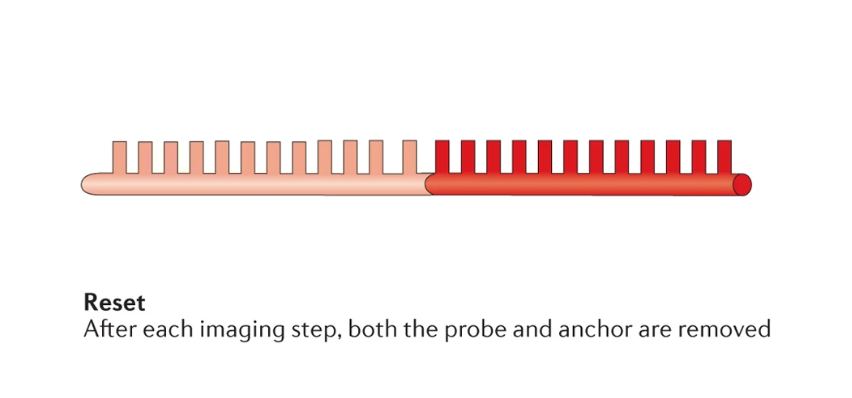 Reset
After each imaging step, both the probe and anchor are removed